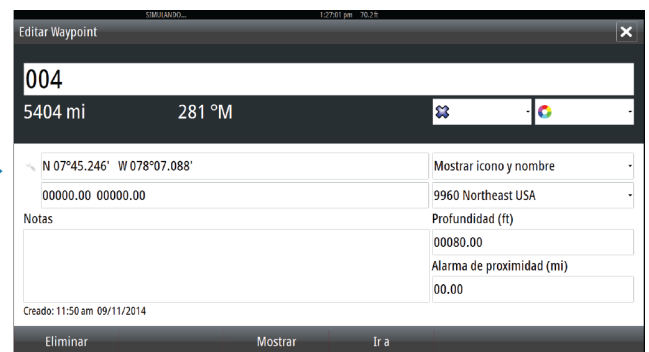 SIMULANDO... 1:27:01 pm 70.2 ft
Editar Waypoint
004
5404 mi 281 °M
N 07°45.246' W 078°07.088' Mostrar icono y nombre
00000.00 00000.00 9960 Northeast USA
Notas Profundidad (ft)
00080.00
Alarma de proximidad (mi)
00.00
Creado: 11:50 am 09/11/2014
Eliminar Mostrar Ir a